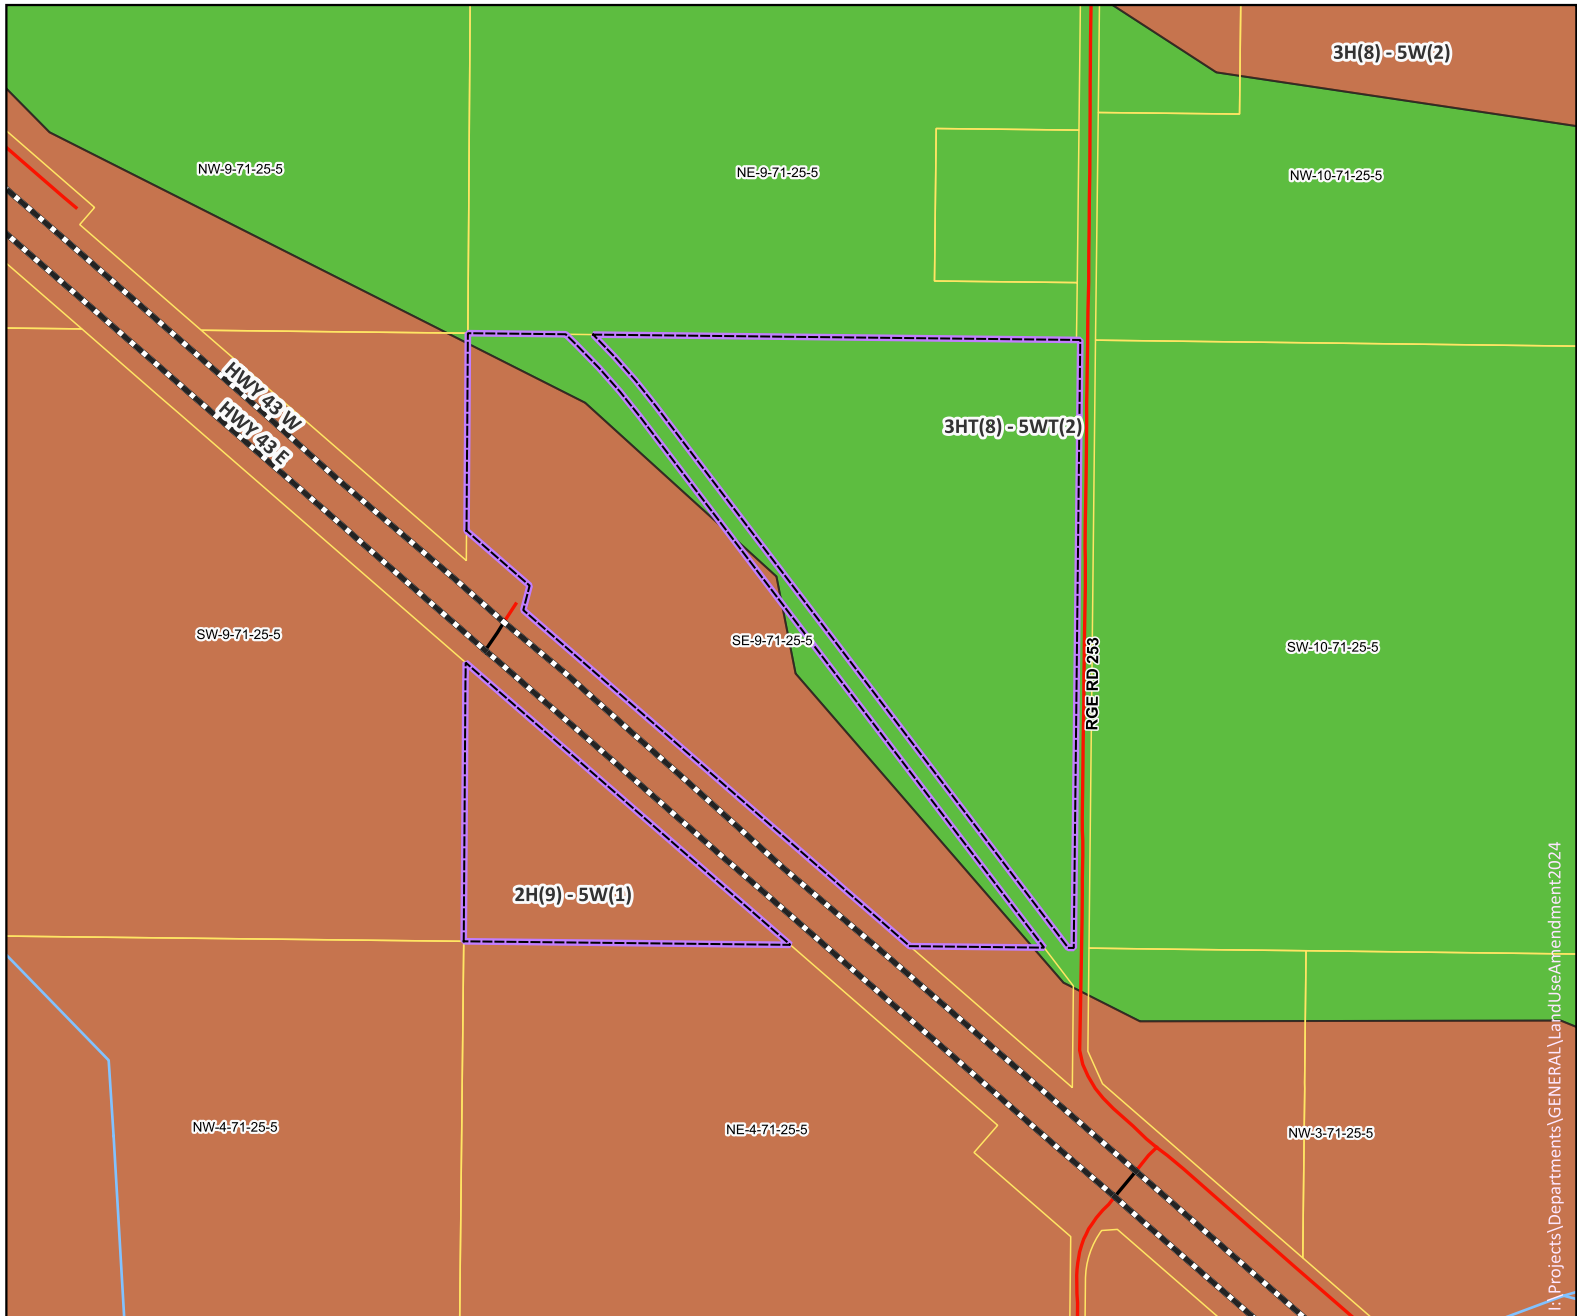 3H(8) - 5W(2)
NW-9-71-25-5
NE-9-71-25-5
NW-10-71-25-5
HWY 43 W
HWY 43 E
3HT(8) - 5WT(2)
SW-9-71-25-5
SE-9-71-25-5
RGE RD 253
SW-10-71-25-5
2H(9) - 5W(1)
NW-4-71-25-5
NE-4-71-25-5
NW-3-71-25-5
I:\Projects\Departments\GENERAL\LandUseAmendment2024